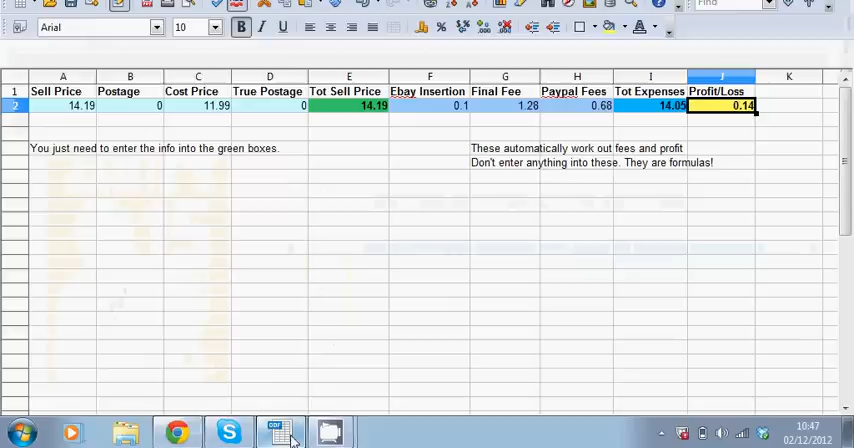 Find
Arial 10 B I U
A B C D E F G H I J K
1 Sell Price Postage Cost Price True Postage Tot Sell Price Ebay Insertion Final Fee Paypal Fees Tot Expenses Profit/Loss
2 14.19 0 11.99 0 14.19 0.1 1.28 0.68 14.05 0.14
You just need to enter the info into the green boxes. These automatically work out fees and profit
Don't enter anything into these. They are formulas!
ODF
10:47
02/12/2012